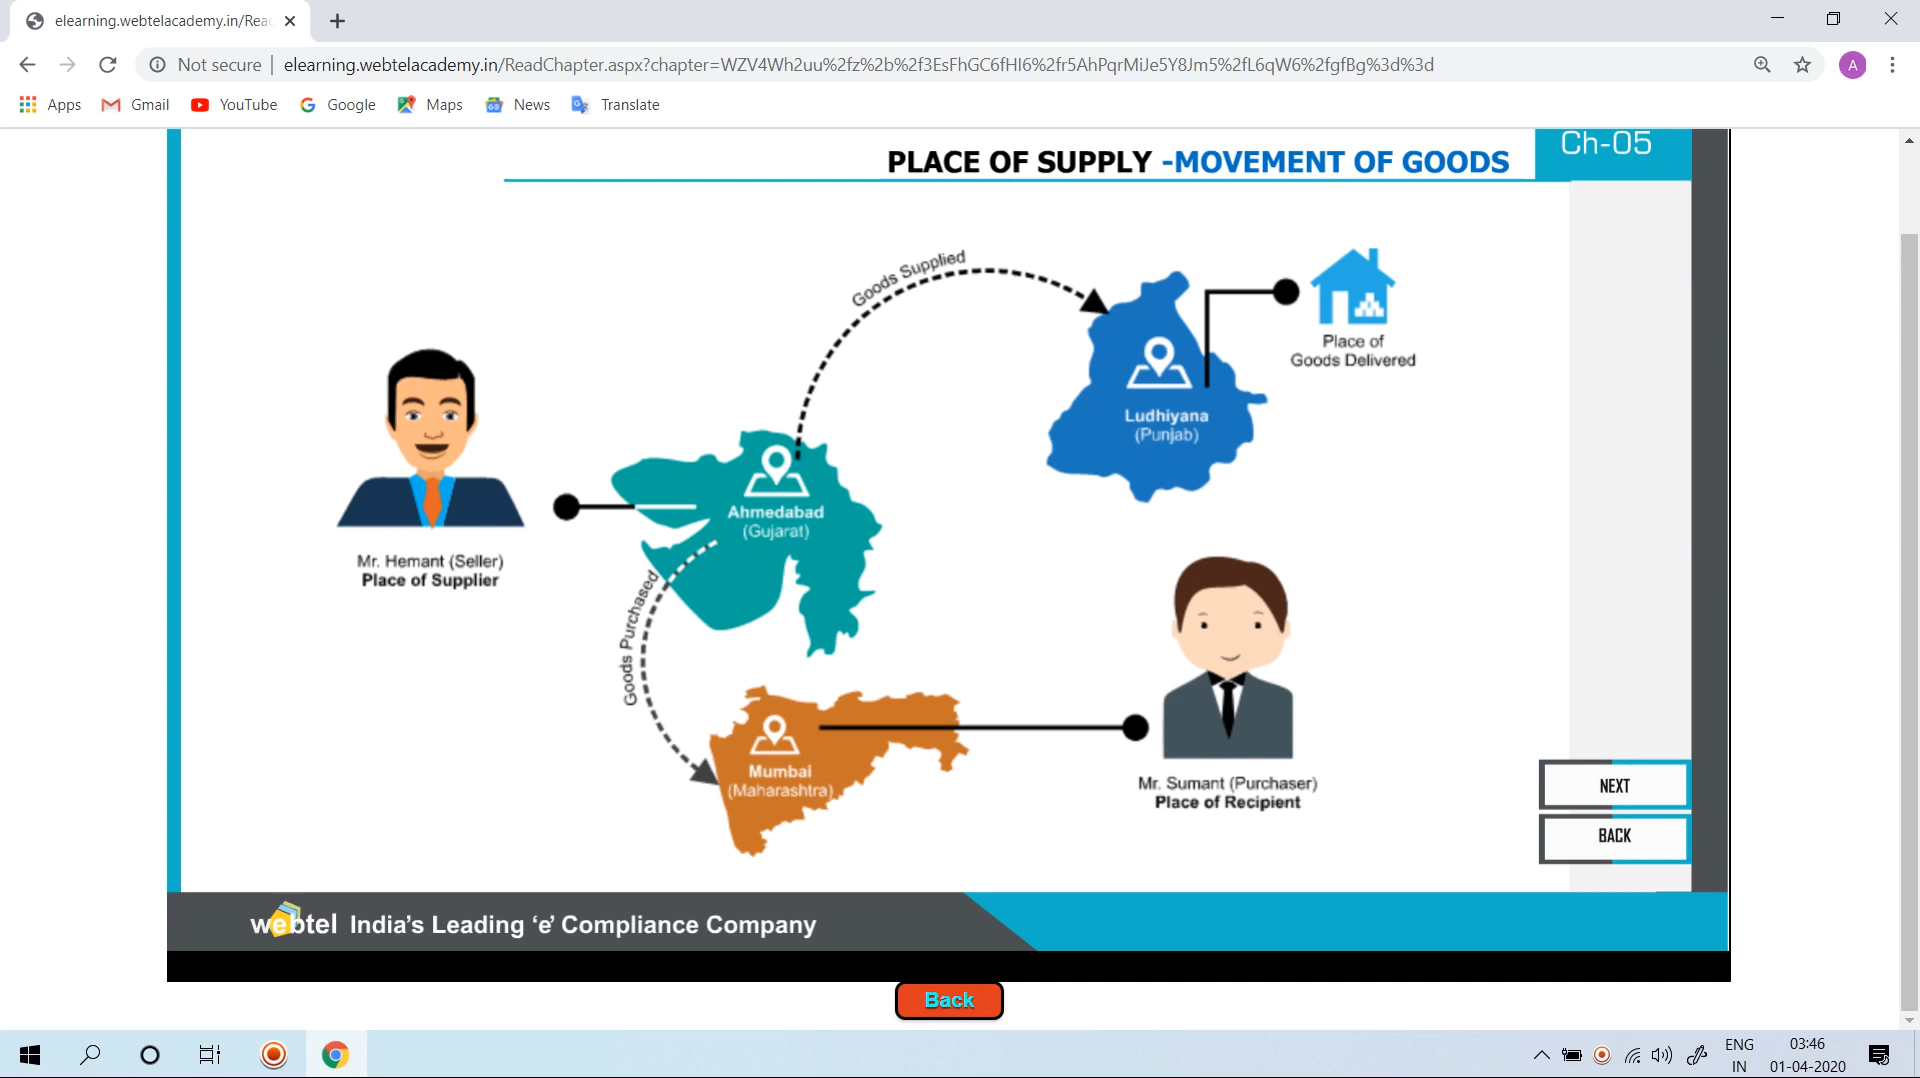 elearning.webtelacademy.in/Read
Not secure | elearning.webtelacademy.in/ReadChapter.aspx?chapter=WZV4Wh2uu%2fz%2b%2f3EsFhGC6fHI6%2fr5AhPqrMiJe5Y8Jm5%2fL6qW6%2fgfBg%3d%3d
A
Apps Gmail YouTube Google Maps News Translate
Ch-05
PLACE OF SUPPLY -MOVEMENT OF GOODS
Goods Supplied
Place of
Goods Delivered
Ludhiyana
(Punjab)
Ahmedabad
(Gujarat)
Mr. Hemant (Seller)
Place of Supplier
Goods Purchased
Mumbai
(Maharashtra)
Mr. Sumant (Purchaser)
Place of Recipient
NEXT
BACK
webtel India's Leading 'e' Compliance Company
Back
ENG
IN
03:46
01-04-2020